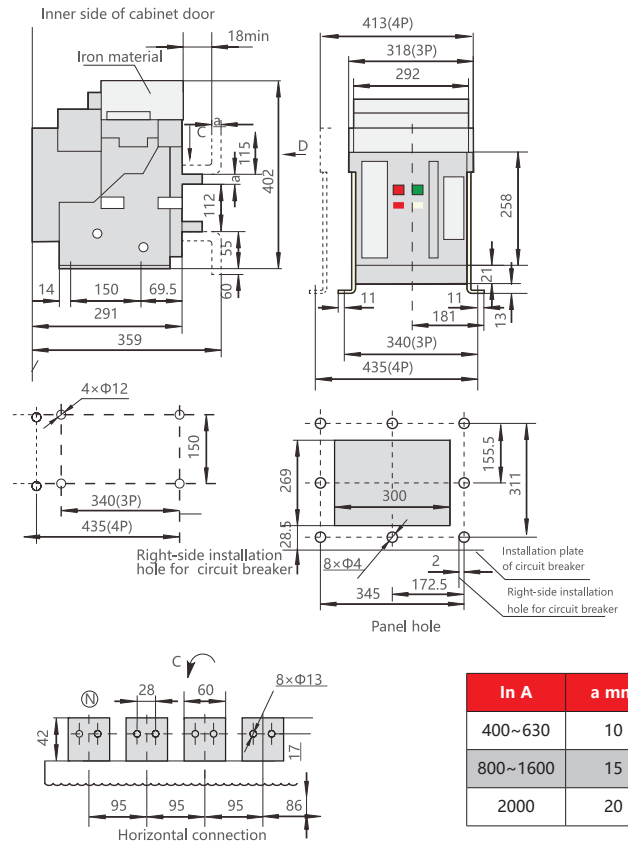 Inner side of cabinet door
18min
Iron material
a
C
115
D
402
a
112
55
60
14
150
69.5
291
359
413(4P)
318(3P)
292
258
21
13
11
11
181
340(3P)
435(4P)
4×Φ12
150
340(3P)
435(4P)
Right-side installation
hole for circuit breaker
269
300
155.5
311
28.5
8×Φ4
2
172.5
345
Installation plate
of circuit breaker
Right-side installation
hole for circuit breaker
Panel hole
C
N
28
60
8×Φ13
42
17
95
95
95
86
Horizontal connection
In A
a mm
400~630
10
800~1600
15
2000
20